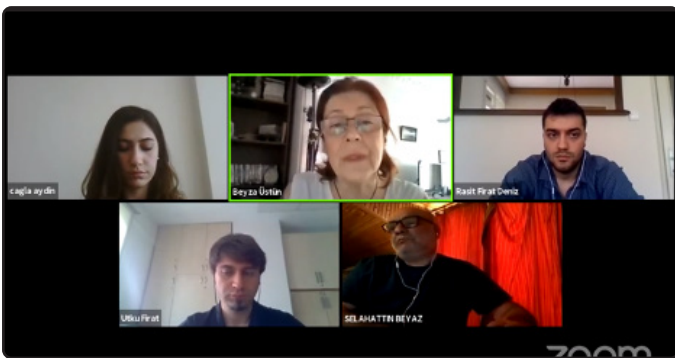 cagla aydin
Beyza Üstün
Rasit Firat Deniz
Utku Firat
SELAHATTIN BEYAZ
zoom